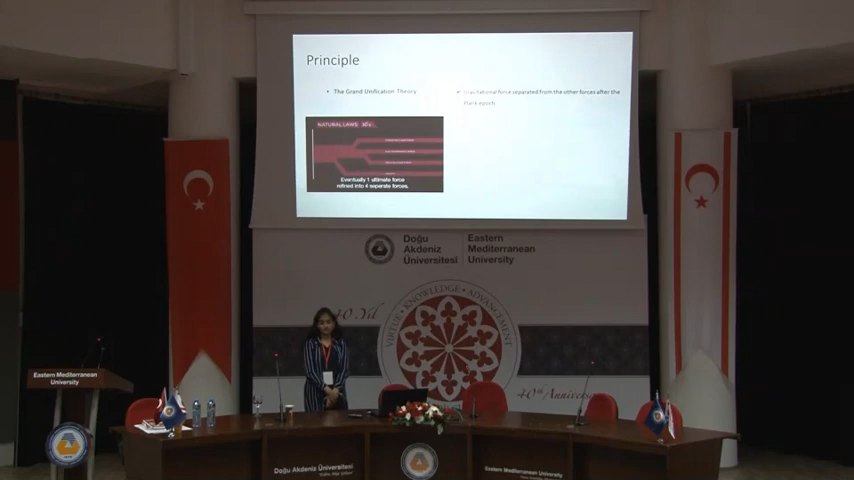 Principle
• The Grand Unification Theory
• Gravitational force separated from the other forces after the
Planck epoch
NATURAL LAWS
Eventually 1 ultimate force
refined into 4 seperate forces.
Doğu
Akdeniz
Üniversitesi
Eastern
Mediterranean
University
40. Yıl
VIRTUE • KNOWLEDGE • ADVANCEMENT
40th Annivers
Eastern Mediterranean
University
Doğu Akdeniz Üniversitesi
Eastern Mediterranean University